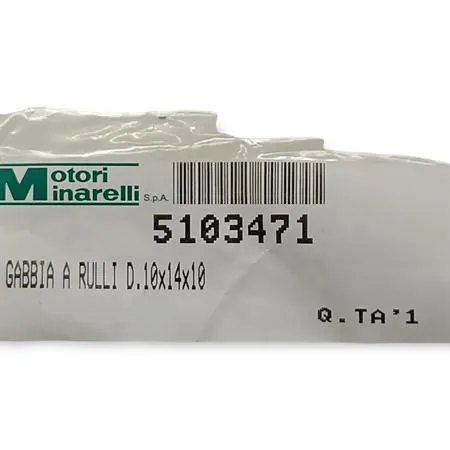 Motori
Minarelli S.p.A.
5103471
GABBIA A RULLI D.10x14x10
Q.TA'1